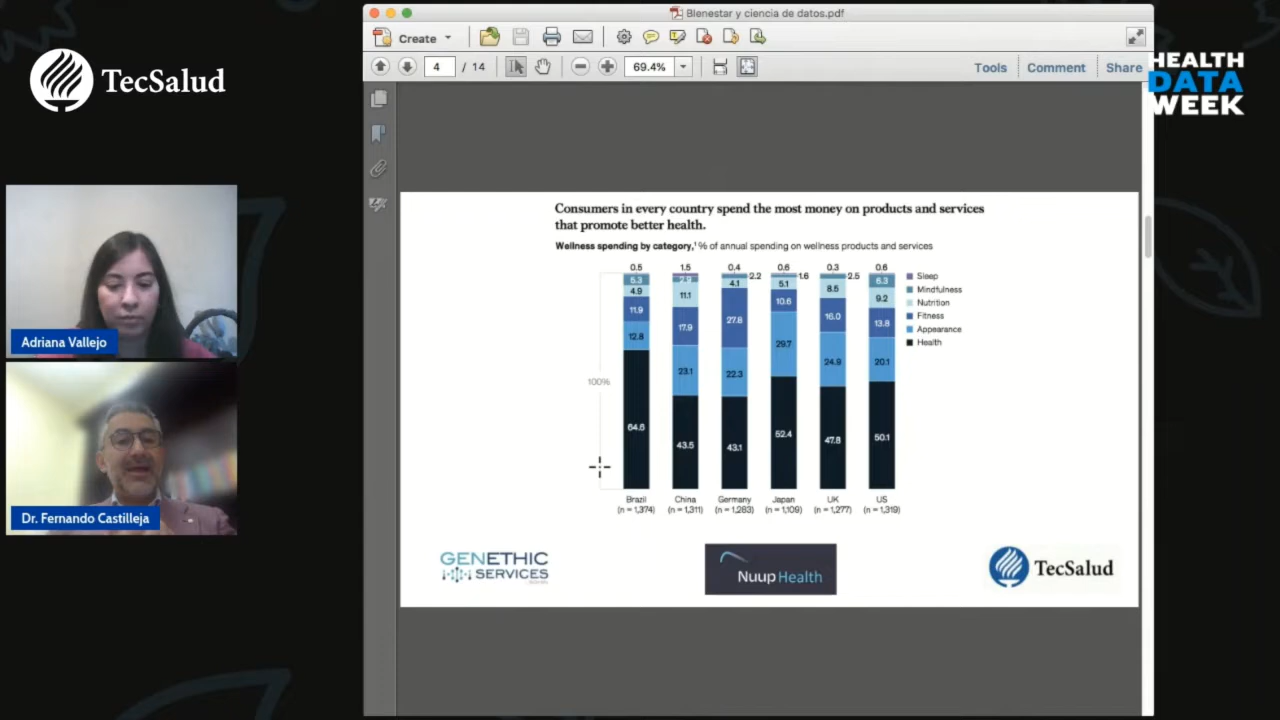 TecSalud
Adriana Vallejo
Dr. Fernando Castilleja
Bienestar y ciencia de datos.pdf
Create
4 / 14
69.4%
Tools
Comment
Share
HEALTH
DATA
WEEK
Consumers in every country spend the most money on products and services
that promote better health.
Wellness spending by category,¹ % of annual spending on wellness products and services
0.5 1.5 0.4 0.6 0.3 0.6
5.3 2.9 2.2 1.6 2.5 6.3
4.9 11.1 4.1 5.1 8.5 9.2
11.9 17.9 27.8 10.6 16.0 13.8
12.8 23.1 22.3 29.7 24.9 20.1
64.6 43.5 43.1 52.4 47.8 50.1
100%
Sleep
Mindfulness
Nutrition
Fitness
Appearance
Health
Brazil China Germany Japan UK US
(n = 1,374) (n = 1,311) (n = 1,283) (n = 1,109) (n = 1,277) (n = 1,319)
GENETHIC
SERVICES
Nuup Health
TecSalud